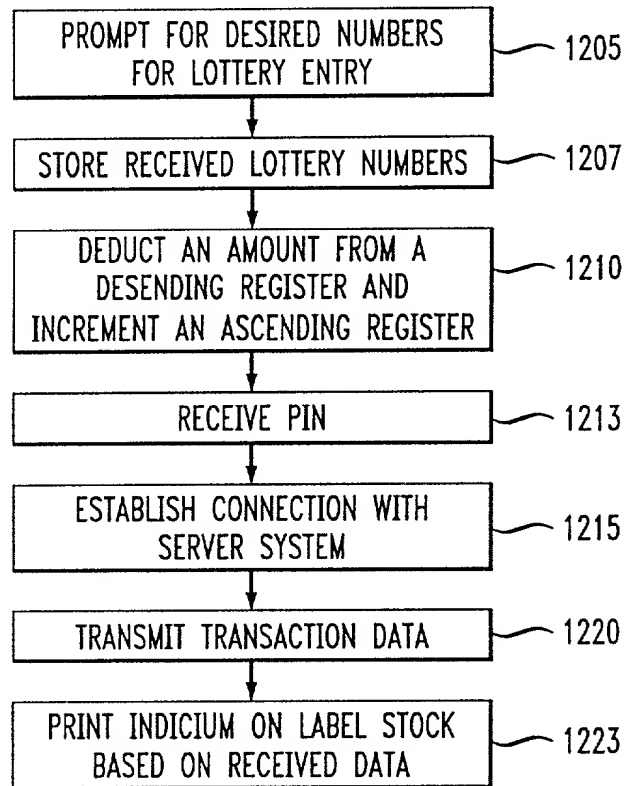 PROMPT FOR DESIRED NUMBERS
FOR LOTTERY ENTRY
1205
STORE RECEIVED LOTTERY NUMBERS
1207
DEDUCT AN AMOUNT FROM A
DESENDING REGISTER AND
INCREMENT AN ASCENDING REGISTER
1210
RECEIVE PIN
1213
ESTABLISH CONNECTION WITH
SERVER SYSTEM
1215
TRANSMIT TRANSACTION DATA
1220
PRINT INDICIUM ON LABEL STOCK
BASED ON RECEIVED DATA
1223